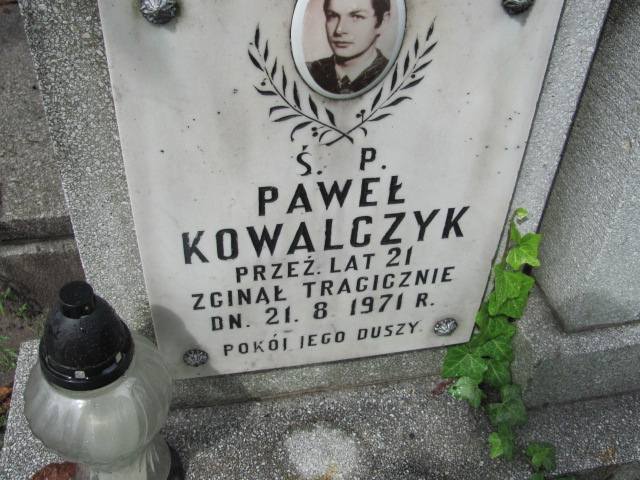 Ś. P.
PAWEŁ
KOWALCZYK
PRZEŻ. LAT 21
ZGINĄŁ TRAGICZNIE
DN. 21. 8. 1971 R.
POKÓJ JEGO DUSZY.